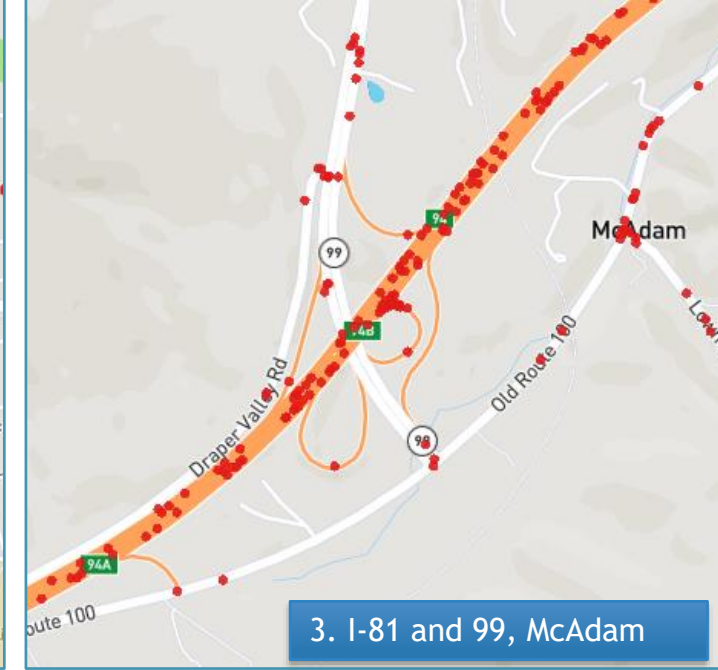 94
McAdam
99
94B
Old Route 100
Draper Valley Rd
99
94A
oute 100
3. I-81 and 99, McAdam